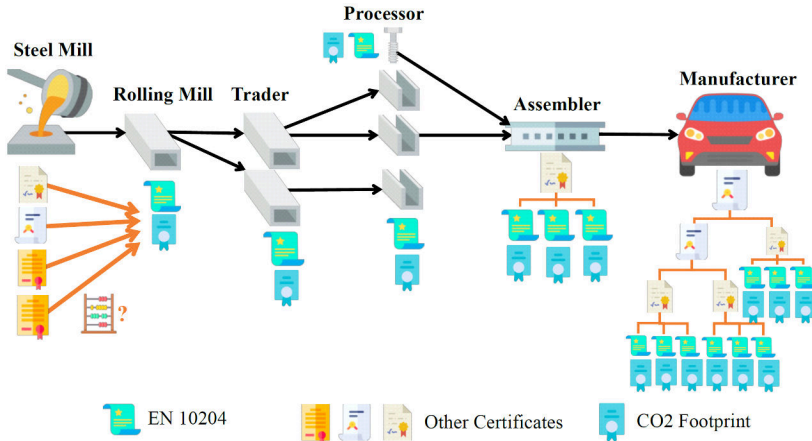 Processor
Steel Mill
Rolling Mill
Trader
Assembler
Manufacturer
?
EN 10204
Other Certificates
CO2 Footprint